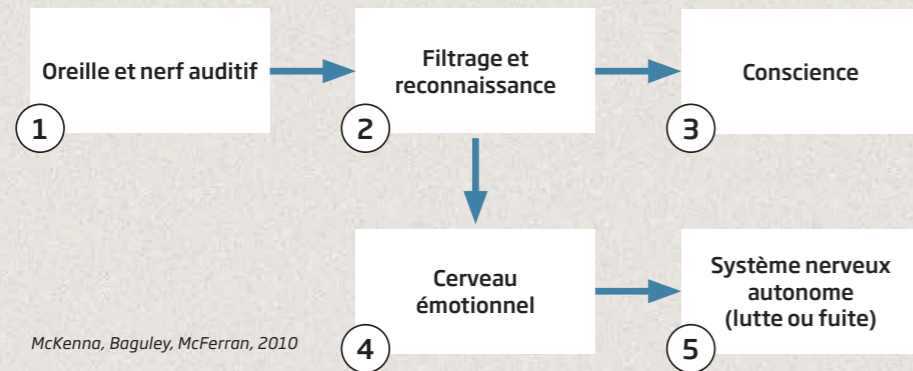 Oreille et nerf auditif
1
Filtrage et
reconnaissance
2
Conscience
3
Cerveau
émotionnel
4
Système nerveux
autonome
(lutte ou fuite)
5
McKenna, Baguley, McFerran, 2010